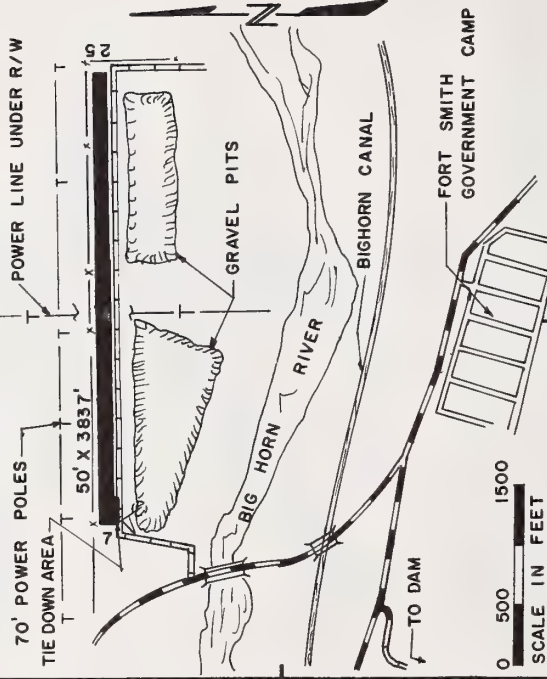 POWER LINE UNDER R/W
70' POWER POLES
TIE DOWN AREA
50' X 3837'
25
7
N
GRAVEL PITS
BIG HORN RIVER
BIGHORN CANAL
FORT SMITH
GOVERNMENT CAMP
TO DAM
0 500 1500
SCALE IN FEET